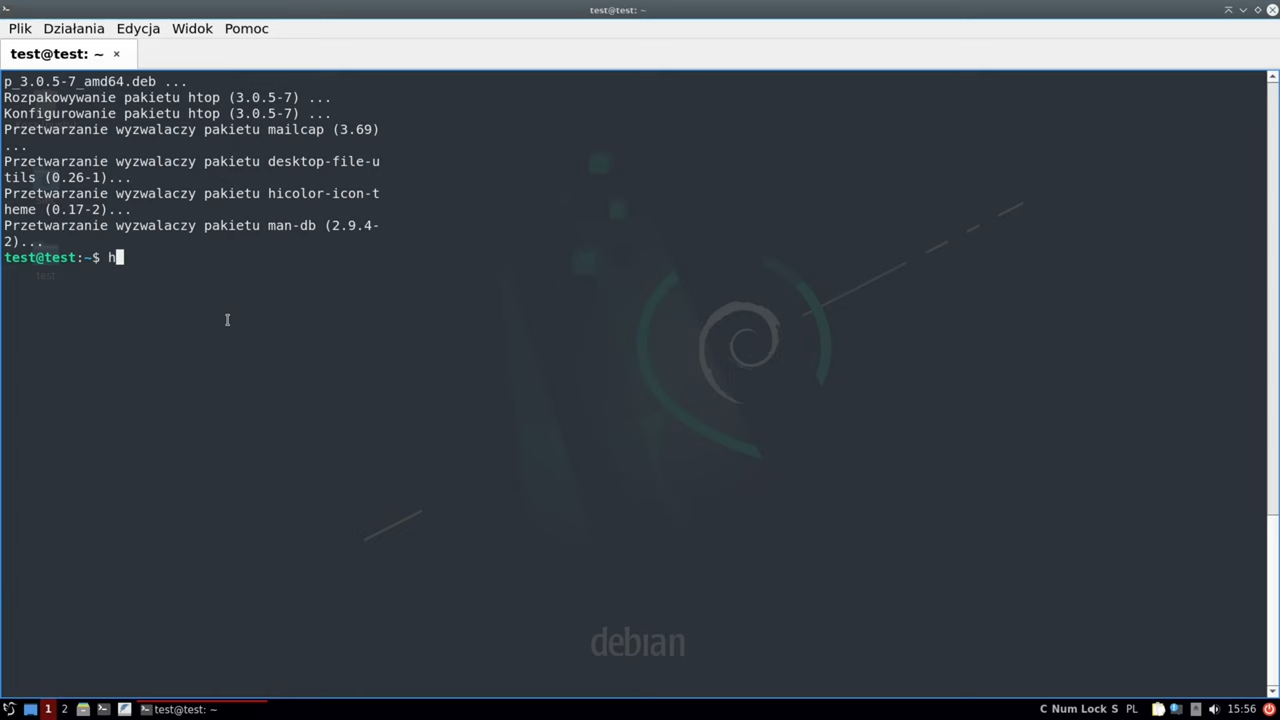 test@test: ~
Plik Działania Edycja Widok Pomoc
test@test: ~ ×
p_3.0.5-7_amd64.deb ...
Rozpakowywanie pakietu htop (3.0.5-7) ...
Konfigurowanie pakietu htop (3.0.5-7) ...
Przetwarzanie wyzwalaczy pakietu mailcap (3.69)
...
Przetwarzanie wyzwalaczy pakietu desktop-file-u
tils (0.26-1)...
Przetwarzanie wyzwalaczy pakietu hicolor-icon-t
heme (0.17-2)...
Przetwarzanie wyzwalaczy pakietu man-db (2.9.4-
2)...
test@test:~$ h
test
debian
1 2 test@test: ~ C Num Lock S PL 15:56